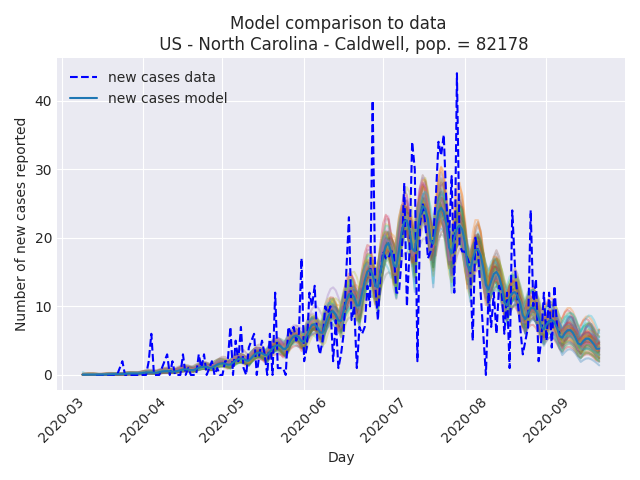 Model comparison to data
US - North Carolina - Caldwell, pop. = 82178
new cases data
new cases model
Number of new cases reported
40
30
20
10
0
2020-03
2020-04
2020-05
2020-06
2020-07
2020-08
2020-09
Day